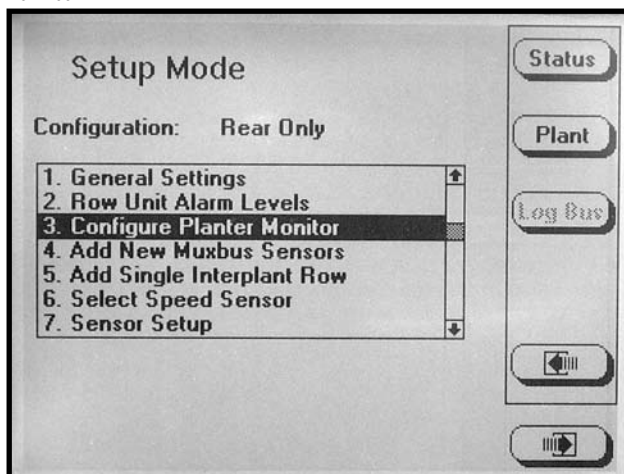 Setup Mode
Status
Configuration: Rear Only
Plant
1. General Settings
2. Row Unit Alarm Levels
3. Configure Planter Monitor
4. Add New Muxbus Sensors
5. Add Single Interplant Row
6. Select Speed Sensor
7. Sensor Setup
Log Bus